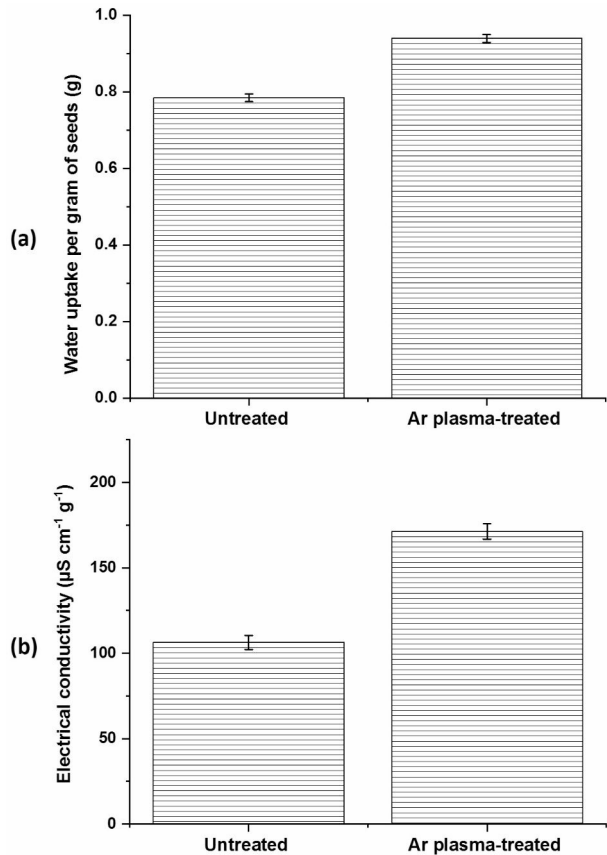 (a)
Water uptake per gram of seeds (g)
1.0
0.8
0.6
0.4
0.2
0.0
Untreated Ar plasma-treated
(b)
Electrical conductivity (µS cm⁻¹ g⁻¹)
200
150
100
50
0
Untreated Ar plasma-treated